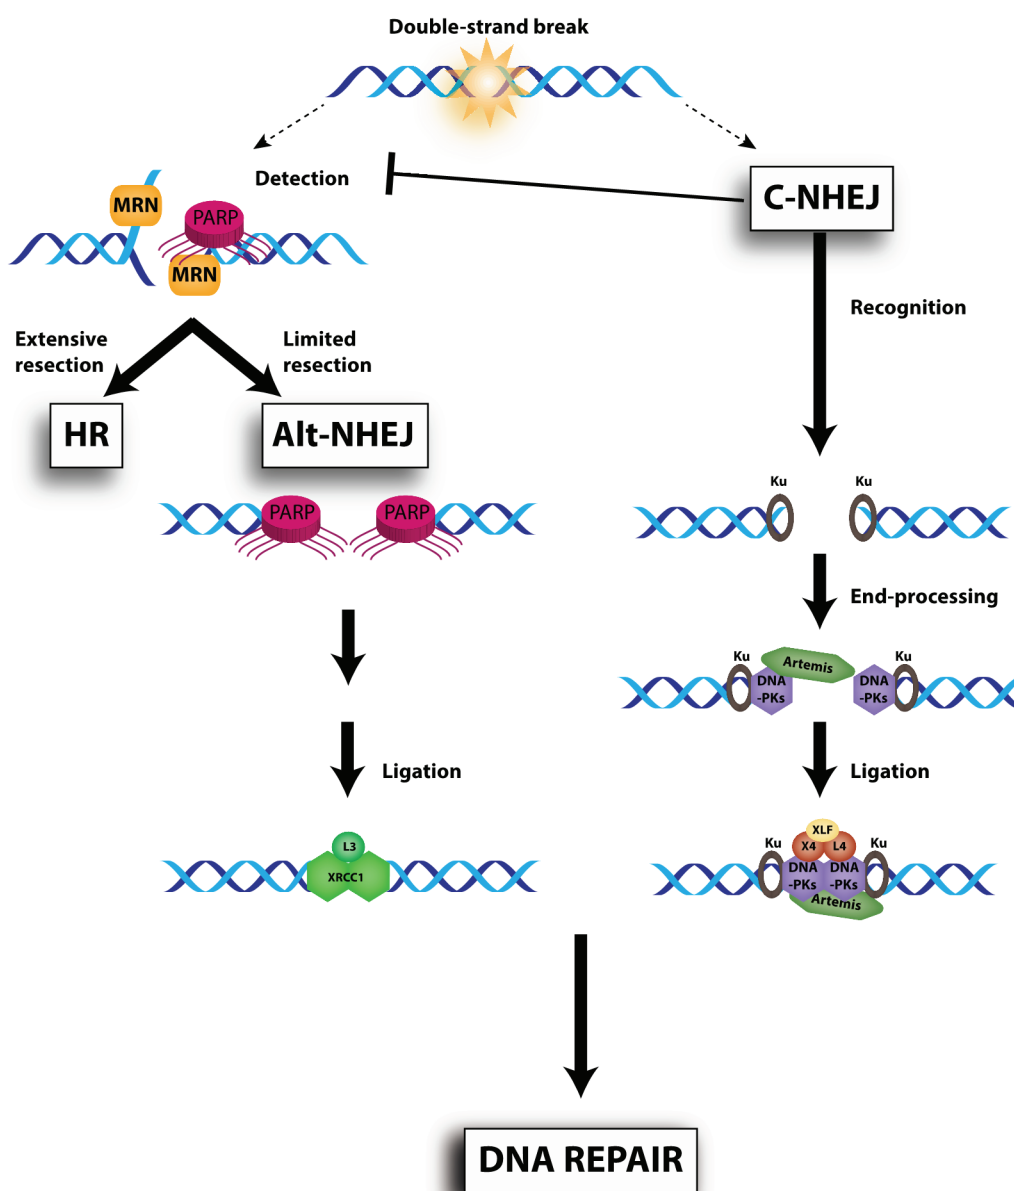 Double-strand break
Detection
C-NHEJ
MRN
PARP
MRN
Recognition
Extensive
resection
Limited
resection
HR
Alt-NHEJ
Ku
Ku
PARP
PARP
End-processing
Ku
Artemis
Ku
DNA
-PKs
DNA
-PKs
Ligation
Ligation
L3
XRCC1
XLF
Ku
X4
L4
Ku
DNA
-PKs
DNA
-PKs
Artemis
DNA REPAIR